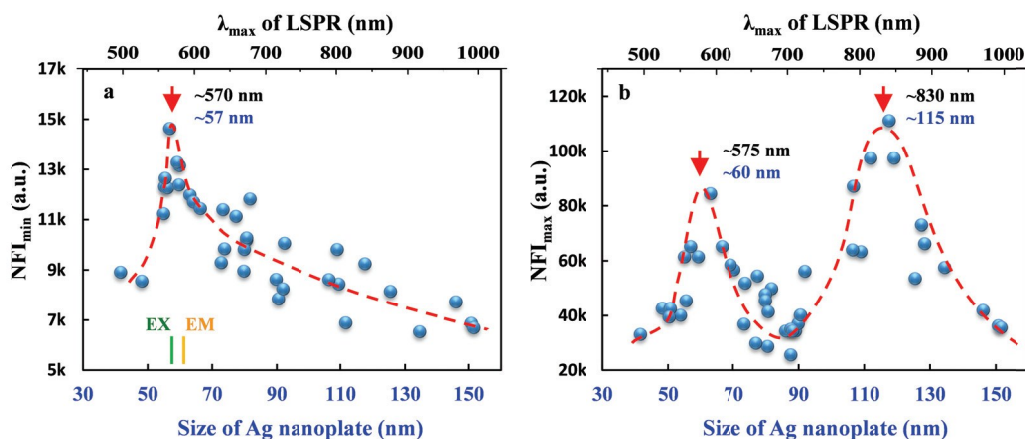 λmax of LSPR (nm)
500 600 700 800 900 1000
17k
15k
13k
11k
9k
7k
5k
NFImin (a.u.)
a
~570 nm
~57 nm
EX EM
30 50 70 90 110 130 150
Size of Ag nanoplate (nm)
λmax of LSPR (nm)
500 600 700 800 900 1000
120k
100k
80k
60k
40k
20k
NFImax (a.u.)
b
~575 nm
~60 nm
~830 nm
~115 nm
30 50 70 90 110 130 150
Size of Ag nanoplate (nm)